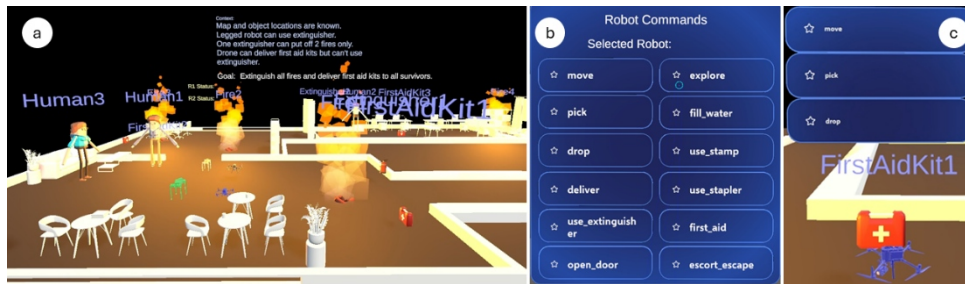 a
Context:
Map and object locations are known.
Legged robot can use extinguisher.
One extinguisher can put off 2 fires only.
Drone can deliver first aid kits but can't use
extinguisher.
Goal: Extinguish all fires and deliver first aid kits to all survivors.
Human3
Human1
R1 Status:
R2 Status:
Fire2
Human2
Fire3
Extinguisher1
FirstAidKit1
b
Robot Commands
Selected Robot:
move
explore
pick
fill_water
drop
use_stamp
deliver
use_stapler
use_extinguish
er
first_aid
open_door
escort_escape
c
move
pick
drop
FirstAidKit1